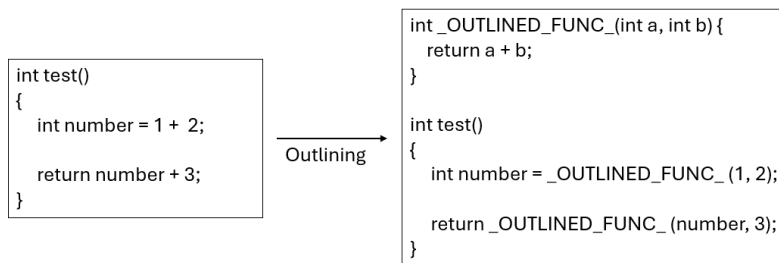 int test()
{
int number = 1 + 2;
return number + 3;
}
Outlining
int _OUTLINED_FUNC_(int a, int b) {
return a + b;
}
int test()
{
int number = _OUTLINED_FUNC_ (1, 2);
return _OUTLINED_FUNC_ (number, 3);
}